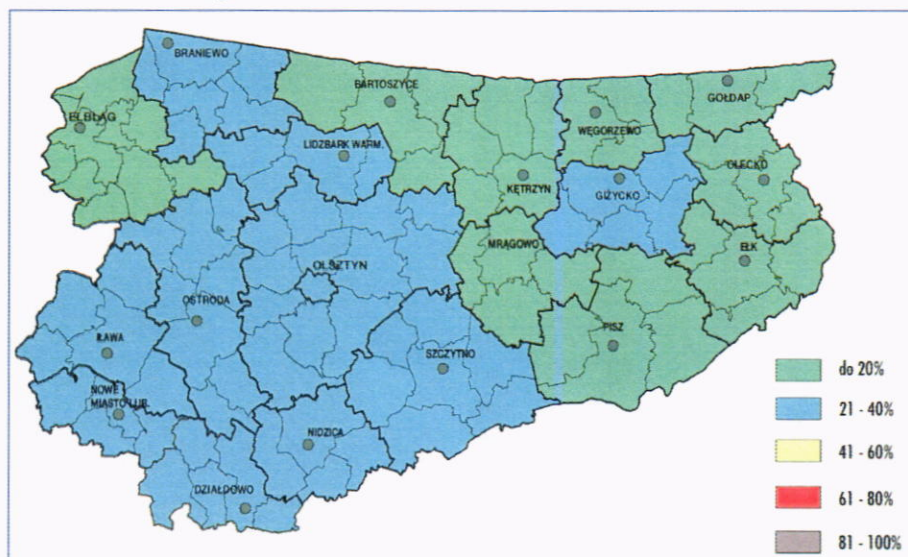 BRANIEWO
BARTOSZYCE
GOŁDAP
ELBLĄG
WĘGORZEWO
LIDZBARK WARM.
OLECKO
KĘTRZYN
GIŻYCKO
MRĄGOWO
EŁK
OLSZTYN
OSTRODA
PISZ
IŁAWA
SZCZYTNO
NOWE
MIASTO LUB.
NIDZICA
DZIAŁDOWO
do 20%
21 - 40%
41 - 60%
61 - 80%
81 - 100%